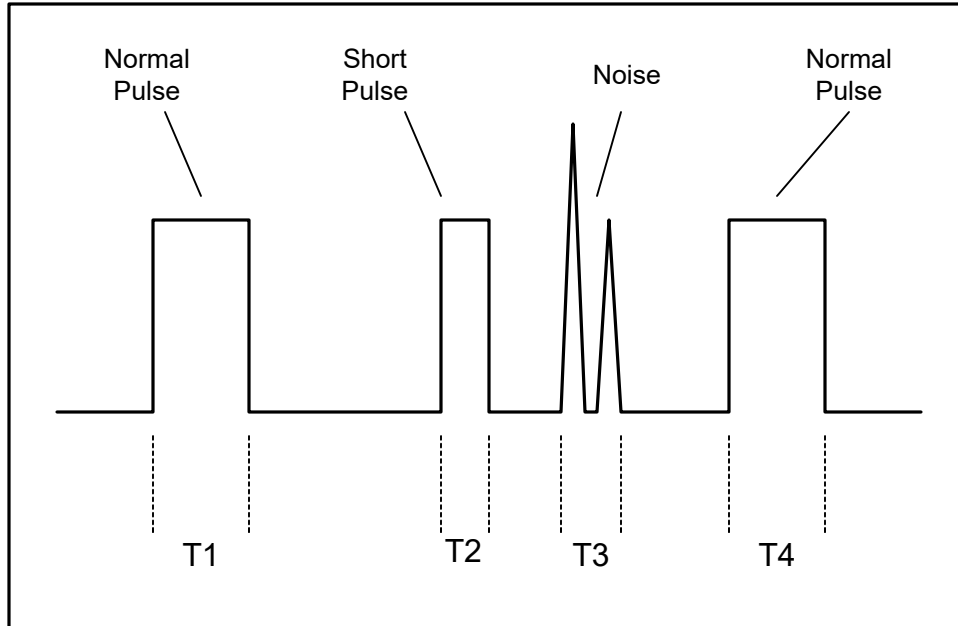 Normal
Pulse
Short
Pulse
Noise
Normal
Pulse
T1
T2
T3
T4